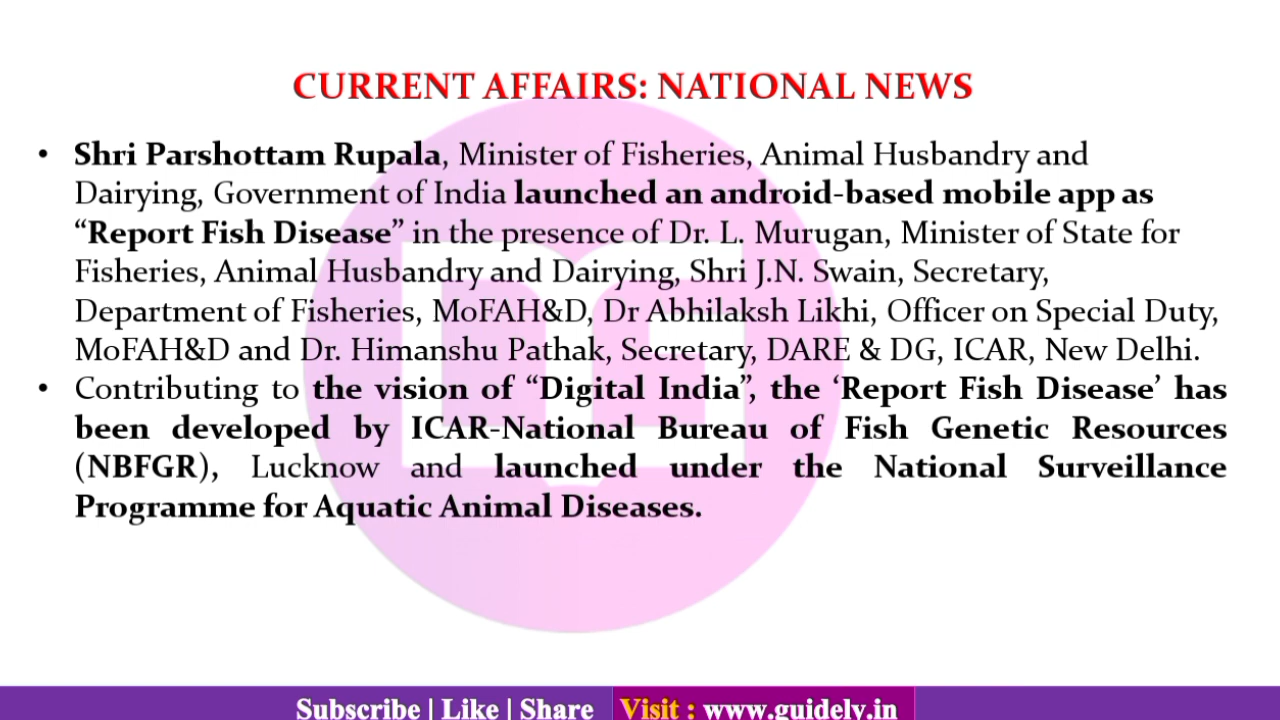 CURRENT AFFAIRS: NATIONAL NEWS
• Shri Parshottam Rupala, Minister of Fisheries, Animal Husbandry and
Dairying, Government of India launched an android-based mobile app as
“Report Fish Disease” in the presence of Dr. L. Murugan, Minister of State for
Fisheries, Animal Husbandry and Dairying, Shri J.N. Swain, Secretary,
Department of Fisheries, MoFAH&D, Dr Abhilaksh Likhi, Officer on Special Duty,
MoFAH&D and Dr. Himanshu Pathak, Secretary, DARE & DG, ICAR, New Delhi.
• Contributing to the vision of “Digital India”, the ‘Report Fish Disease’ has
been developed by ICAR-National Bureau of Fish Genetic Resources
(NBFGR), Lucknow and launched under the National Surveillance
Programme for Aquatic Animal Diseases.
Subscribe | Like | Share Visit : www.guidely.in